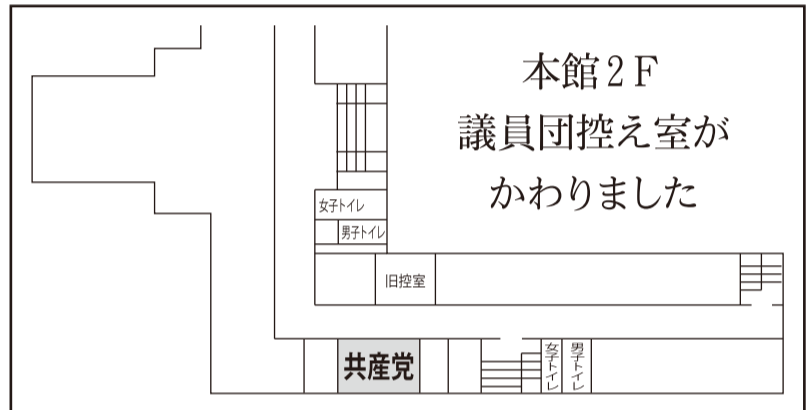 本館2F
議員団控え室が
かわりました
女子トイレ
男子トイレ
旧控室
共産党
女子トイレ
男子トイレ